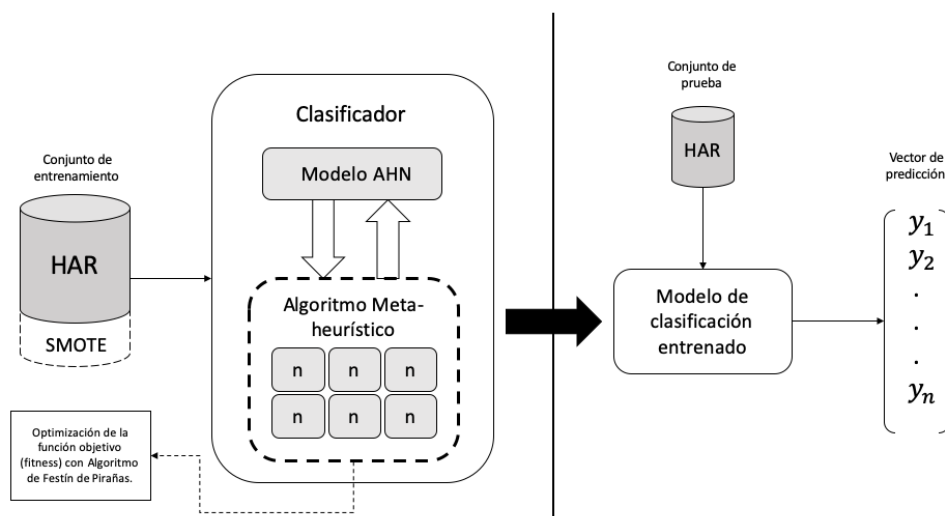 Conjunto de
entrenamiento
HAR
SMOTE
Optimización de la
función objetivo
(fitness) con Algoritmo
de Festín de Pirañas.
Clasificador
Modelo AHN
Algoritmo Meta-
heurístico
n n n
n n n
Conjunto de
prueba
HAR
Modelo de
clasificación
entrenado
Vector de
predicción
y₁
y₂
.
.
.
yₙ